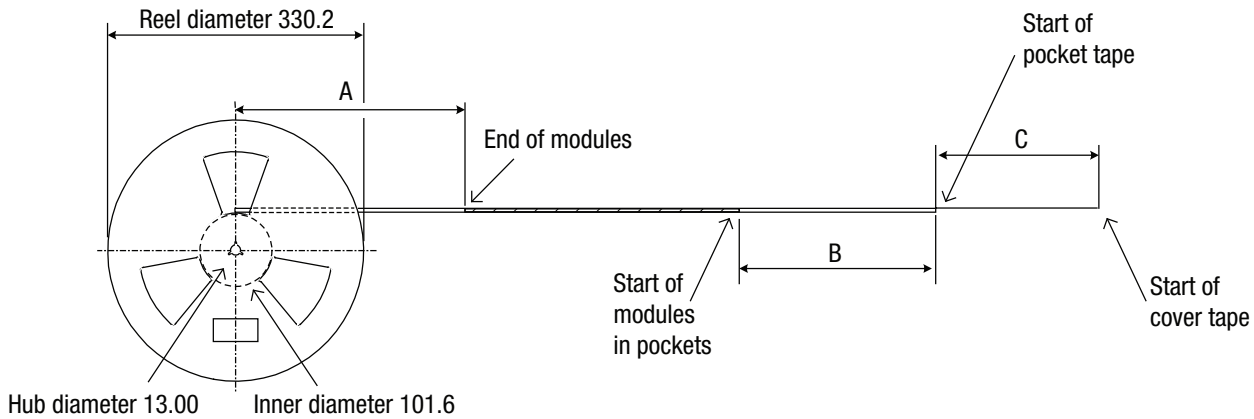 Reel diameter 330.2
A
End of modules
Start of
pocket tape
C
B
Start of
modules
in pockets
Start of
cover tape
Hub diameter 13.00
Inner diameter 101.6